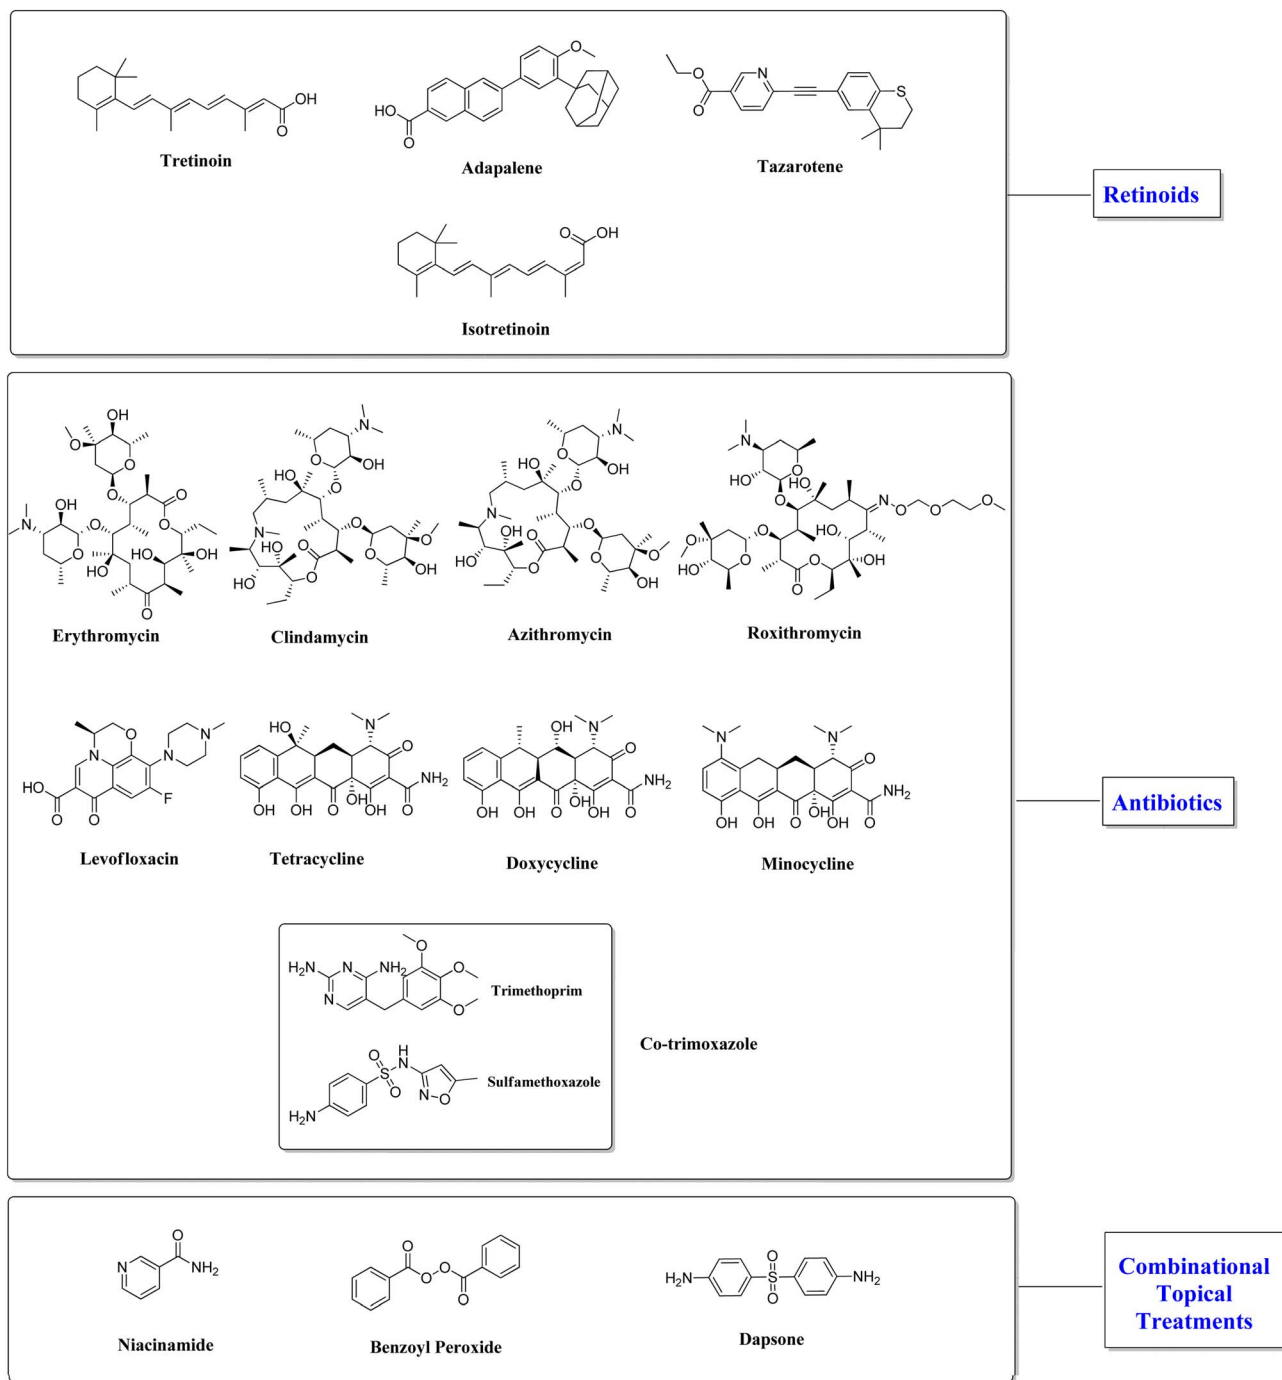 Tretinoin
Adapalene
Tazarotene
Retinoids
Isotretinoin
Erythromycin
Clindamycin
Azithromycin
Roxithromycin
Levofloxacin
Tetracycline
Doxycycline
Minocycline
Antibiotics
Trimethoprim
Co-trimoxazole
Sulfamethoxazole
Niacinamide
Benzoyl Peroxide
Dapsone
Combinational
Topical
Treatments